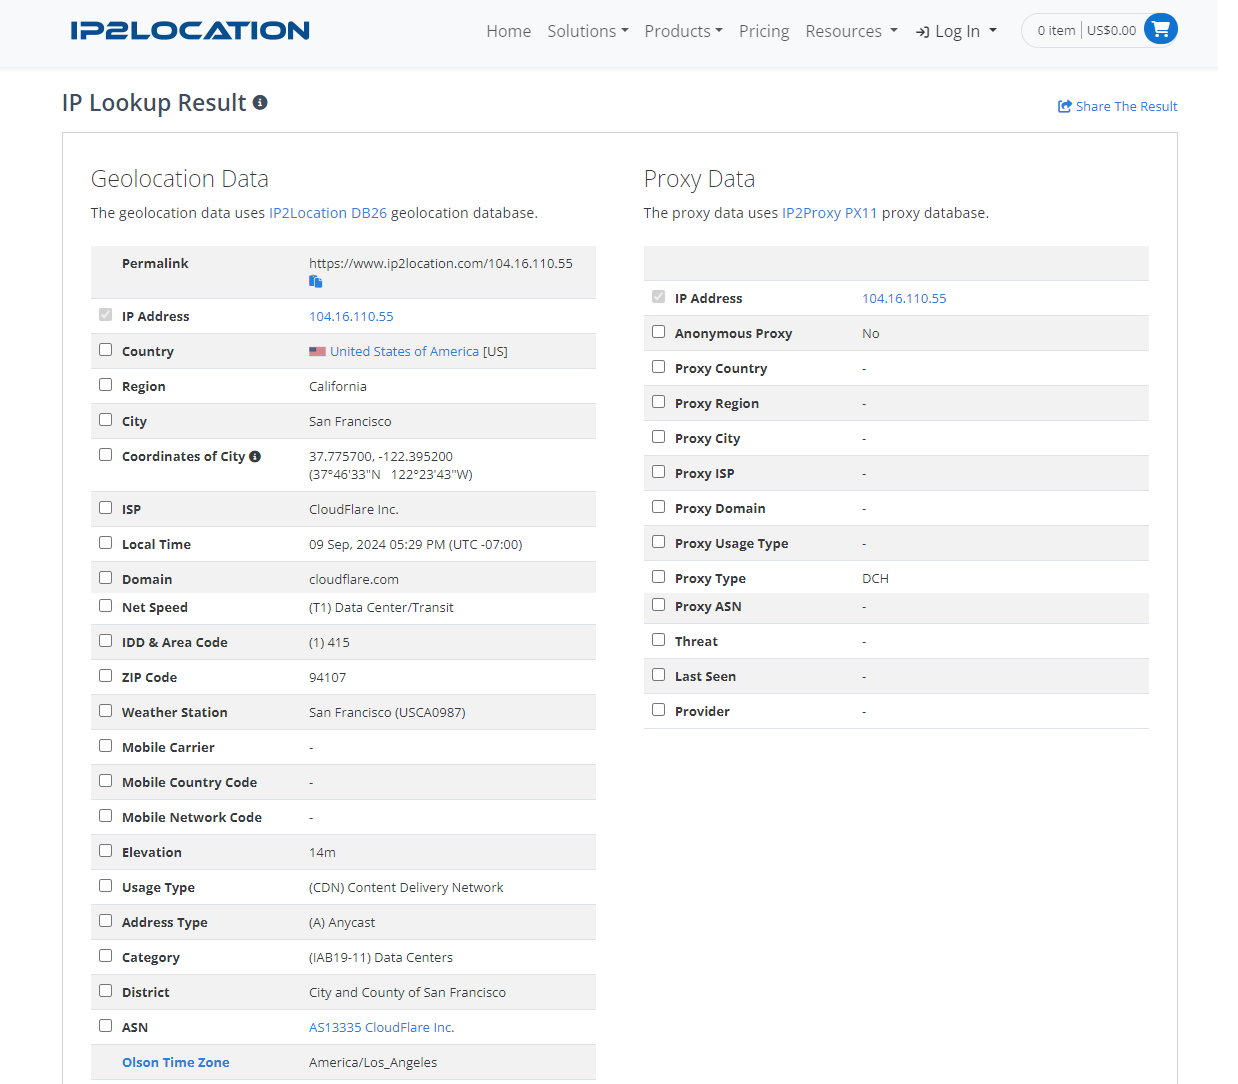 IP2LOCATION
Home Solutions Products Pricing Resources Log In 0 item US$0.00
IP Lookup Result
Share The Result
Geolocation Data
The geolocation data uses IP2Location DB26 geolocation database.
Permalink https://www.ip2location.com/104.16.110.55
IP Address 104.16.110.55
Country United States of America [US]
Region California
City San Francisco
Coordinates of City 37.775700, -122.395200
(37°46'33"N 122°23'43"W)
ISP CloudFlare Inc.
Local Time 09 Sep, 2024 05:29 PM (UTC -07:00)
Domain cloudflare.com
Net Speed (T1) Data Center/Transit
IDD & Area Code (1) 415
ZIP Code 94107
Weather Station San Francisco (USCA0987)
Mobile Carrier -
Mobile Country Code -
Mobile Network Code -
Elevation 14m
Usage Type (CDN) Content Delivery Network
Address Type (A) Anycast
Category (IAB19-11) Data Centers
District City and County of San Francisco
ASN AS13335 CloudFlare Inc.
Olson Time Zone America/Los_Angeles
Proxy Data
The proxy data uses IP2Proxy PX11 proxy database.
IP Address 104.16.110.55
Anonymous Proxy No
Proxy Country -
Proxy Region -
Proxy City -
Proxy ISP -
Proxy Domain -
Proxy Usage Type -
Proxy Type DCH
Proxy ASN -
Threat -
Last Seen -
Provider -